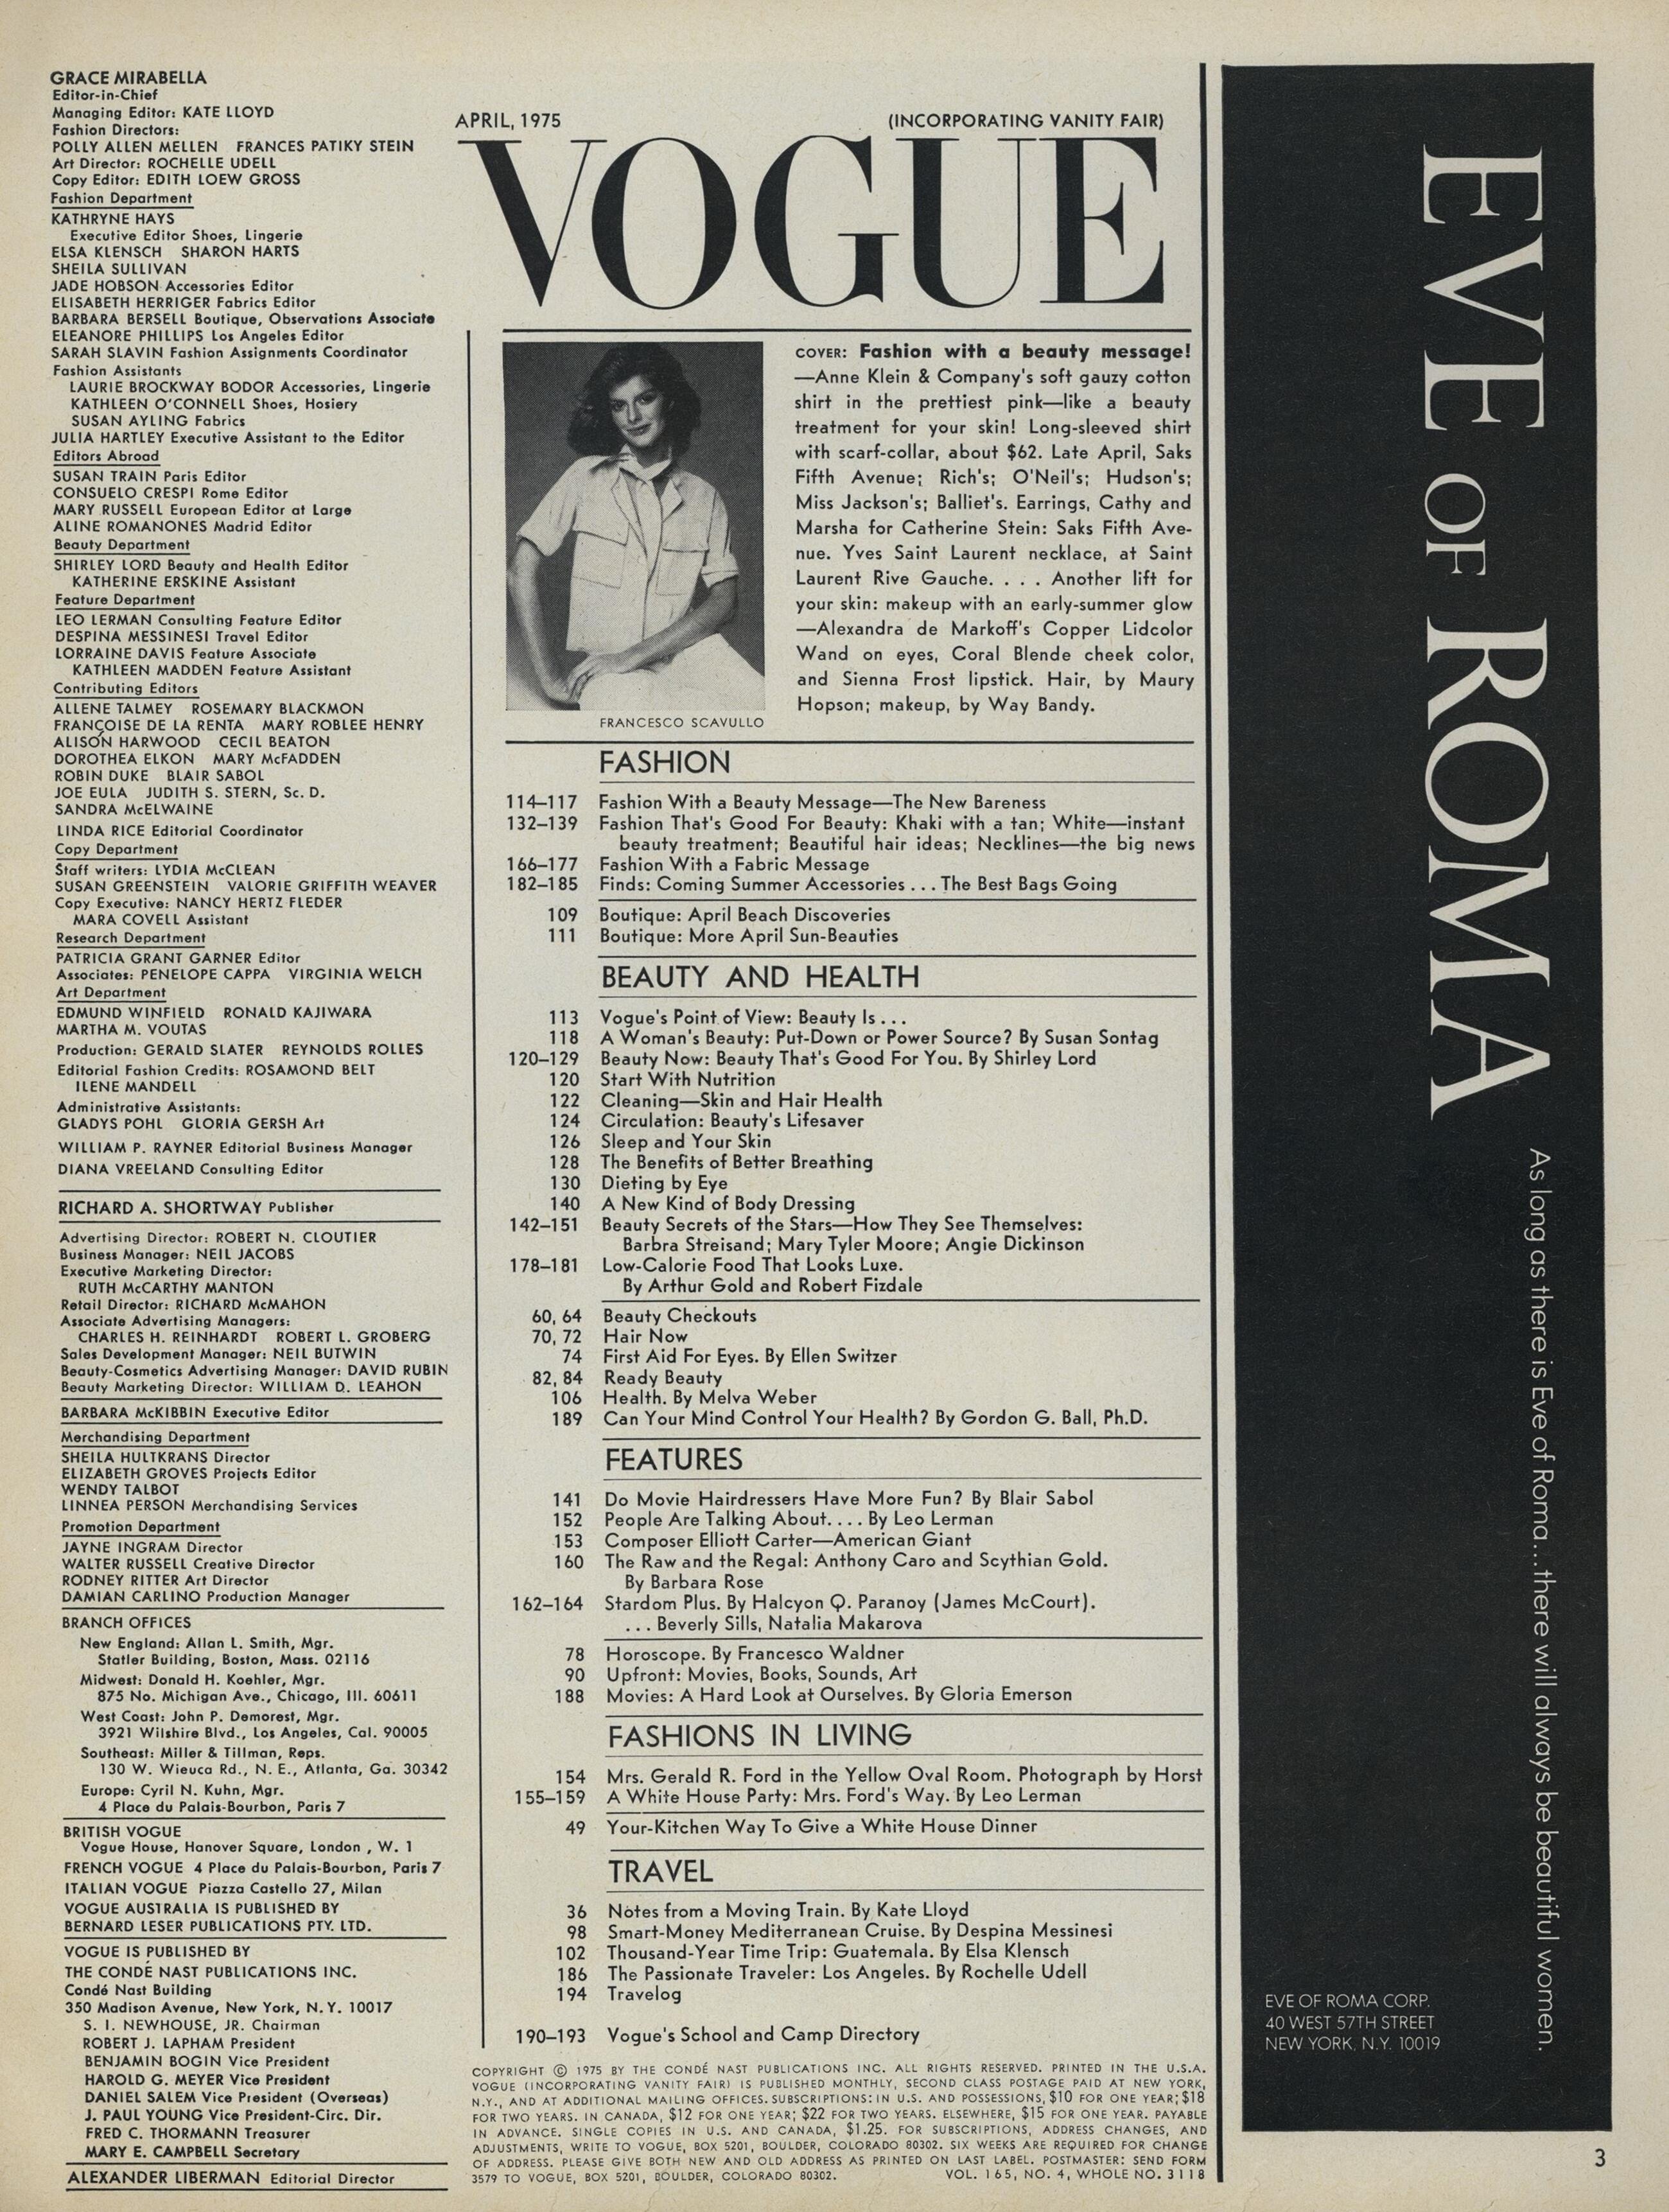 GRACE MIRABELLA
Editor-in-Chief
Managing Editor: KATE LLOYD
Fashion Directors:
POLLY ALLEN MELLEN FRANCES PATIKY STEIN
Art Director: ROCHELLE UDELL
Copy Editor: EDITH LOEW GROSS
Fashion Department
KATHRYNE HAYS
Executive Editor Shoes, Lingerie
ELSA KLENSCH SHARON HARTS
SHEILA SULLIVAN
JADE HOBSON Accessories Editor
ELISABETH HERRIGER Fabrics Editor
BARBARA BERSELL Boutique, Observations Associate
ELEANORE PHILLIPS Los Angeles Editor
SARAH SLAVIN Fashion Assignments Coordinator
Fashion Assistants
LAURIE BROCKWAY BODOR Accessories, Lingerie
KATHLEEN O'CONNELL Shoes, Hosiery
SUSAN AYLING Fabrics
JULIA HARTLEY Executive Assistant to the Editor
Editors Abroad
SUSAN TRAIN Paris Editor
CONSUELO CRESPI Rome Editor
MARY RUSSELL European Editor at Large
ALINE ROMANONES Madrid Editor
Beauty Department
SHIRLEY LORD Beauty and Health Editor
KATHERINE ERSKINE Assistant
Feature Department
LEO LERMAN Consulting Feature Editor
DESPINA MESSINESI Travel Editor
LORRAINE DAVIS Feature Associate
KATHLEEN MADDEN Feature Assistant
Contributing Editors
ALLENE TALMEY ROSEMARY BLACKMON
FRANÇOISE DE LA RENTA MARY ROBLEE HENRY
ALISON HARWOOD CECIL BEATON
DOROTHEA ELKON MARY McFADDEN
ROBIN DUKE BLAIR SABOL
JOE EULA JUDITH S. STERN, Sc. D.
SANDRA McELWAINE
LINDA RICE Editorial Coordinator
Copy Department
Staff writers: LYDIA McCLEAN
SUSAN GREENSTEIN VALORIE GRIFFITH WEAVER
Copy Executive: NANCY HERTZ FLEDER
MARA COVELL Assistant
Research Department
PATRICIA GRANT GARNER Editor
Associates: PENELOPE CAPPA VIRGINIA WELCH
Art Department
EDMUND WINFIELD RONALD KAJIWARA
MARTHA M. VOUTAS
Production: GERALD SLATER REYNOLDS ROLLES
Editorial Fashion Credits: ROSAMOND BELT
ILENE MANDELL
Administrative Assistants:
GLADYS POHL GLORIA GERSH Art
WILLIAM P. RAYNER Editorial Business Manager
DIANA VREELAND Consulting Editor
RICHARD A. SHORTWAY Publisher
Advertising Director: ROBERT N. CLOUTIER
Business Manager: NEIL JACOBS
Executive Marketing Director:
RUTH McCARTHY MANTON
Retail Director: RICHARD McMAHON
Associate Advertising Managers:
CHARLES H. REINHARDT ROBERT L. GROBERG
Sales Development Manager: NEIL BUTWIN
Beauty-Cosmetics Advertising Manager: DAVID RUBIN
Beauty Marketing Director: WILLIAM D. LEAHON
BARBARA McKIBBIN Executive Editor
Merchandising Department
SHEILA HULTKRANS Director
ELIZABETH GROVES Projects Editor
WENDY TALBOT
LINNEA PERSON Merchandising Services
Promotion Department
JAYNE INGRAM Director
WALTER RUSSELL Creative Director
RODNEY RITTER Art Director
DAMIAN CARLINO Production Manager
BRANCH OFFICES
New England: Allan L. Smith, Mgr.
Statler Building, Boston, Mass. 02116
Midwest: Donald H. Koehler, Mgr.
875 No. Michigan Ave., Chicago, Ill. 60611
West Coast: John P. Demorest, Mgr.
3921 Wilshire Blvd., Los Angeles, Cal. 90005
Southeast: Miller & Tillman, Reps.
130 W. Wieuca Rd., N. E., Atlanta, Ga. 30342
Europe: Cyril N. Kuhn, Mgr.
4 Place du Palais-Bourbon, Paris 7
BRITISH VOGUE
Vogue House, Hanover Square, London , W. 1
FRENCH VOGUE 4 Place du Palais-Bourbon, Paris 7
ITALIAN VOGUE Piazza Castello 27, Milan
VOGUE AUSTRALIA IS PUBLISHED BY
BERNARD LESER PUBLICATIONS PTY. LTD.
VOGUE IS PUBLISHED BY
THE CONDÉ NAST PUBLICATIONS INC.
Condé Nast Building
350 Madison Avenue, New York, N. Y. 10017
S. I. NEWHOUSE, JR. Chairman
ROBERT J. LAPHAM President
BENJAMIN BOGIN Vice President
HAROLD G. MEYER Vice President
DANIEL SALEM Vice President (Overseas)
J. PAUL YOUNG Vice President-Circ. Dir.
FRED C. THORMANN Treasurer
MARY E. CAMPBELL Secretary
ALEXANDER LIBERMAN Editorial Director
APRIL, 1975 (INCORPORATING VANITY FAIR)
VOGUE
COVER: Fashion with a beauty message!
—Anne Klein & Company's soft gauzy cotton
shirt in the prettiest pink—like a beauty
treatment for your skin! Long-sleeved shirt
with scarf-collar, about $62. Late April, Saks
Fifth Avenue; Rich's; O'Neil's; Hudson's;
Miss Jackson's; Balliet's. Earrings, Cathy and
Marsha for Catherine Stein: Saks Fifth Ave-
nue. Yves Saint Laurent necklace, at Saint
Laurent Rive Gauche. . . . Another lift for
your skin: makeup with an early-summer glow
—Alexandra de Markoff's Copper Lidcolor
Wand on eyes, Coral Blende cheek color,
and Sienna Frost lipstick. Hair, by Maury
Hopson; makeup, by Way Bandy.
FRANCESCO SCAVULLO
FASHION
114–117 Fashion With a Beauty Message—The New Bareness
132–139 Fashion That's Good For Beauty: Khaki with a tan; White—instant
beauty treatment; Beautiful hair ideas; Necklines—the big news
166–177 Fashion With a Fabric Message
182–185 Finds: Coming Summer Accessories . . . The Best Bags Going
109 Boutique: April Beach Discoveries
111 Boutique: More April Sun-Beauties
BEAUTY AND HEALTH
113 Vogue's Point of View: Beauty Is . . .
118 A Woman's Beauty: Put-Down or Power Source? By Susan Sontag
120–129 Beauty Now: Beauty That's Good For You. By Shirley Lord
120 Start With Nutrition
122 Cleaning—Skin and Hair Health
124 Circulation: Beauty's Lifesaver
126 Sleep and Your Skin
128 The Benefits of Better Breathing
130 Dieting by Eye
140 A New Kind of Body Dressing
142–151 Beauty Secrets of the Stars—How They See Themselves:
Barbra Streisand; Mary Tyler Moore; Angie Dickinson
178–181 Low-Calorie Food That Looks Luxe.
By Arthur Gold and Robert Fizdale
60, 64 Beauty Checkouts
70, 72 Hair Now
74 First Aid For Eyes. By Ellen Switzer
82, 84 Ready Beauty
106 Health. By Melva Weber
189 Can Your Mind Control Your Health? By Gordon G. Ball, Ph.D.
FEATURES
141 Do Movie Hairdressers Have More Fun? By Blair Sabol
152 People Are Talking About. . . . By Leo Lerman
153 Composer Elliott Carter—American Giant
160 The Raw and the Regal: Anthony Caro and Scythian Gold.
By Barbara Rose
162–164 Stardom Plus. By Halcyon Q. Paranoy (James McCourt).
. . . Beverly Sills, Natalia Makarova
78 Horoscope. By Francesco Waldner
90 Upfront: Movies, Books, Sounds, Art
188 Movies: A Hard Look at Ourselves. By Gloria Emerson
FASHIONS IN LIVING
154 Mrs. Gerald R. Ford in the Yellow Oval Room. Photograph by Horst
155–159 A White House Party: Mrs. Ford's Way. By Leo Lerman
49 Your-Kitchen Way To Give a White House Dinner
TRAVEL
36 Notes from a Moving Train. By Kate Lloyd
98 Smart-Money Mediterranean Cruise. By Despina Messinesi
102 Thousand-Year Time Trip: Guatemala. By Elsa Klensch
186 The Passionate Traveler: Los Angeles. By Rochelle Udell
194 Travelog
190–193 Vogue's School and Camp Directory
COPYRIGHT © 1975 BY THE CONDÉ NAST PUBLICATIONS INC. ALL RIGHTS RESERVED. PRINTED IN THE U.S.A.
VOGUE (INCORPORATING VANITY FAIR) IS PUBLISHED MONTHLY, SECOND CLASS POSTAGE PAID AT NEW YORK,
N.Y., AND AT ADDITIONAL MAILING OFFICES. SUBSCRIPTIONS: IN U.S. AND POSSESSIONS, $10 FOR ONE YEAR; $18
FOR TWO YEARS. IN CANADA, $12 FOR ONE YEAR; $22 FOR TWO YEARS. ELSEWHERE, $15 FOR ONE YEAR. PAYABLE
IN ADVANCE. SINGLE COPIES IN U.S. AND CANADA, $1.25. FOR SUBSCRIPTIONS, ADDRESS CHANGES, AND
ADJUSTMENTS, WRITE TO VOGUE, BOX 5201, BOULDER, COLORADO 80302. SIX WEEKS ARE REQUIRED FOR CHANGE
OF ADDRESS. PLEASE GIVE BOTH NEW AND OLD ADDRESS AS PRINTED ON LAST LABEL. POSTMASTER: SEND FORM
3579 TO VOGUE, BOX 5201, BOULDER, COLORADO 80302. VOL. 165, NO. 4, WHOLE NO. 3118
EVE OF ROMA
As long as there is Eve of Roma...there will always be beautiful women.
EVE OF ROMA CORP.
40 WEST 57TH STREET
NEW YORK, N.Y. 10019
3